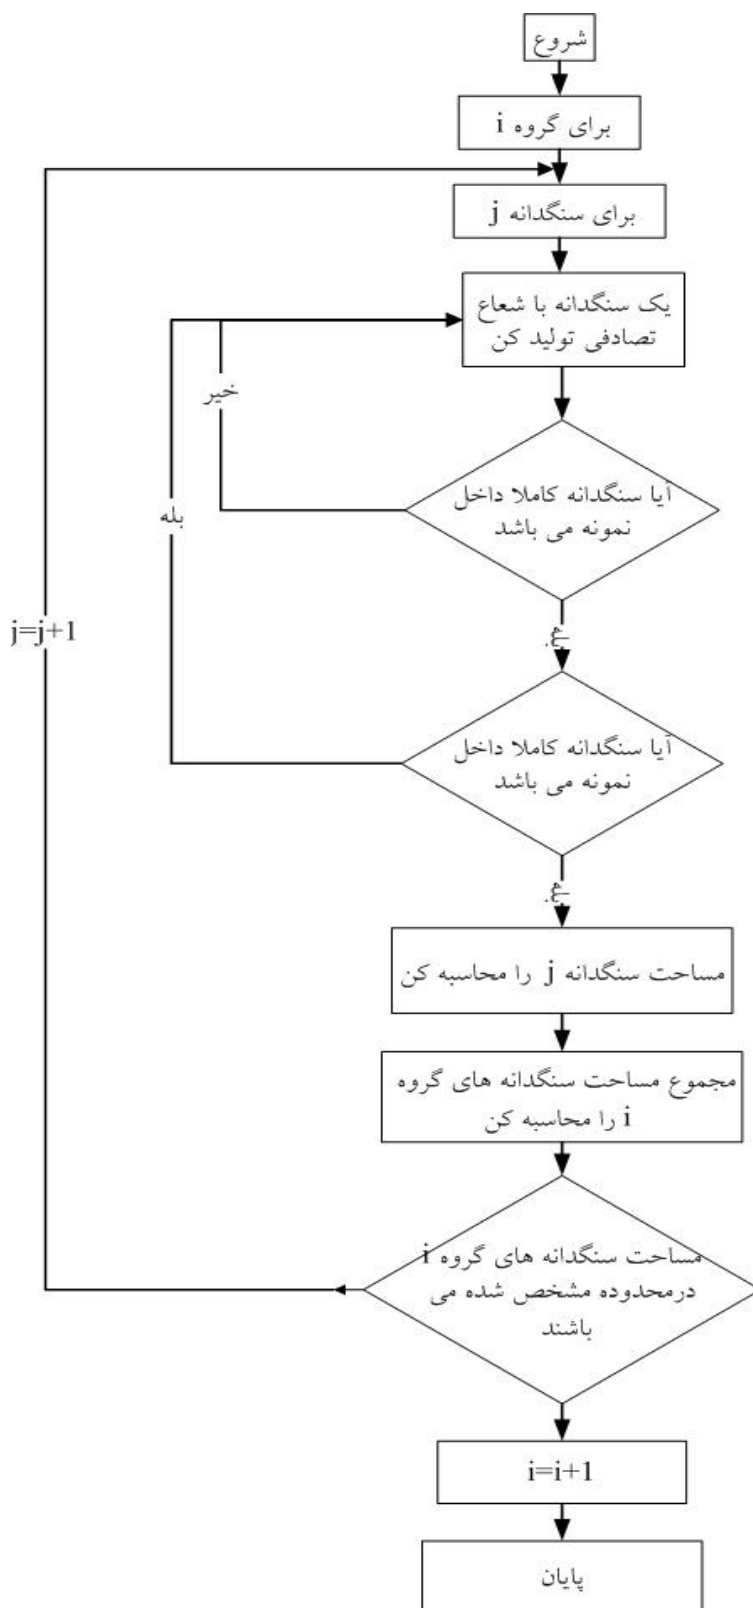 شروع
برای گروه i
برای سنگدانه j
یک سنگدانه با شعاع
تصادفی تولید کن
خیر
آیا سنگدانه کاملا داخل
نمونه می باشد
بله
بله
j=j+1
آیا سنگدانه کاملا داخل
نمونه می باشد
بله
مساحت سنگدانه j را محاسبه کن
مجموع مساحت سنگدانه های گروه
i را محاسبه کن
مساحت سنگدانه های گروه i
درمحدوده مشخص شده می
باشند
i=i+1
پایان